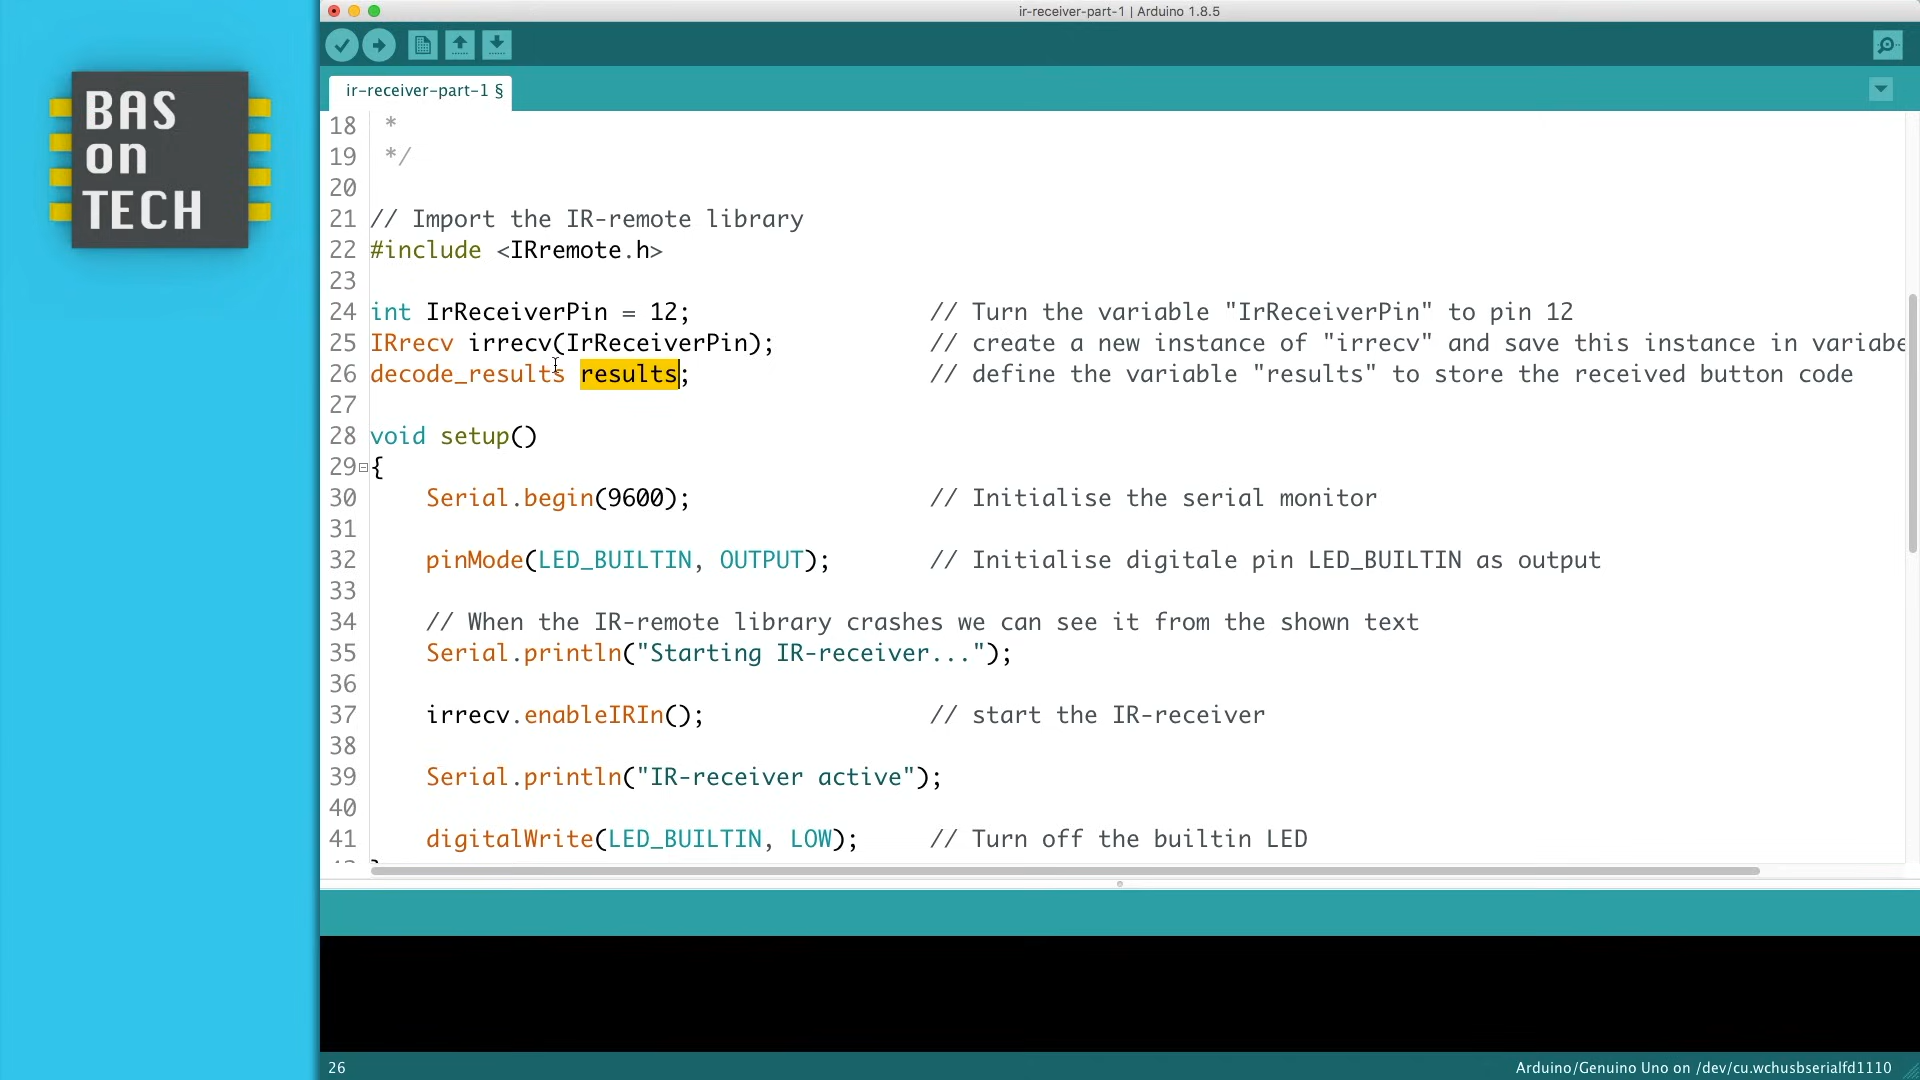 ir-receiver-part-1 | Arduino 1.8.5
BAS
on
TECH
ir-receiver-part-1 §
18 *
19 */
20
21 // Import the IR-remote library
22 #include <IRremote.h>
23
24 int IrReceiverPin = 12; // Turn the variable "IrReceiverPin" to pin 12
25 IRrecv irrecv(IrReceiverPin); // create a new instance of "irrecv" and save this instance in variabe
26 decode_results results; // define the variable "results" to store the received button code
27
28 void setup()
29 {
30 Serial.begin(9600); // Initialise the serial monitor
31
32 pinMode(LED_BUILTIN, OUTPUT); // Initialise digitale pin LED_BUILTIN as output
33
34 // When the IR-remote library crashes we can see it from the shown text
35 Serial.println("Starting IR-receiver...");
36
37 irrecv.enableIRIn(); // start the IR-receiver
38
39 Serial.println("IR-receiver active");
40
41 digitalWrite(LED_BUILTIN, LOW); // Turn off the builtin LED
26
Arduino/Genuino Uno on /dev/cu.wchusbserialfd1110